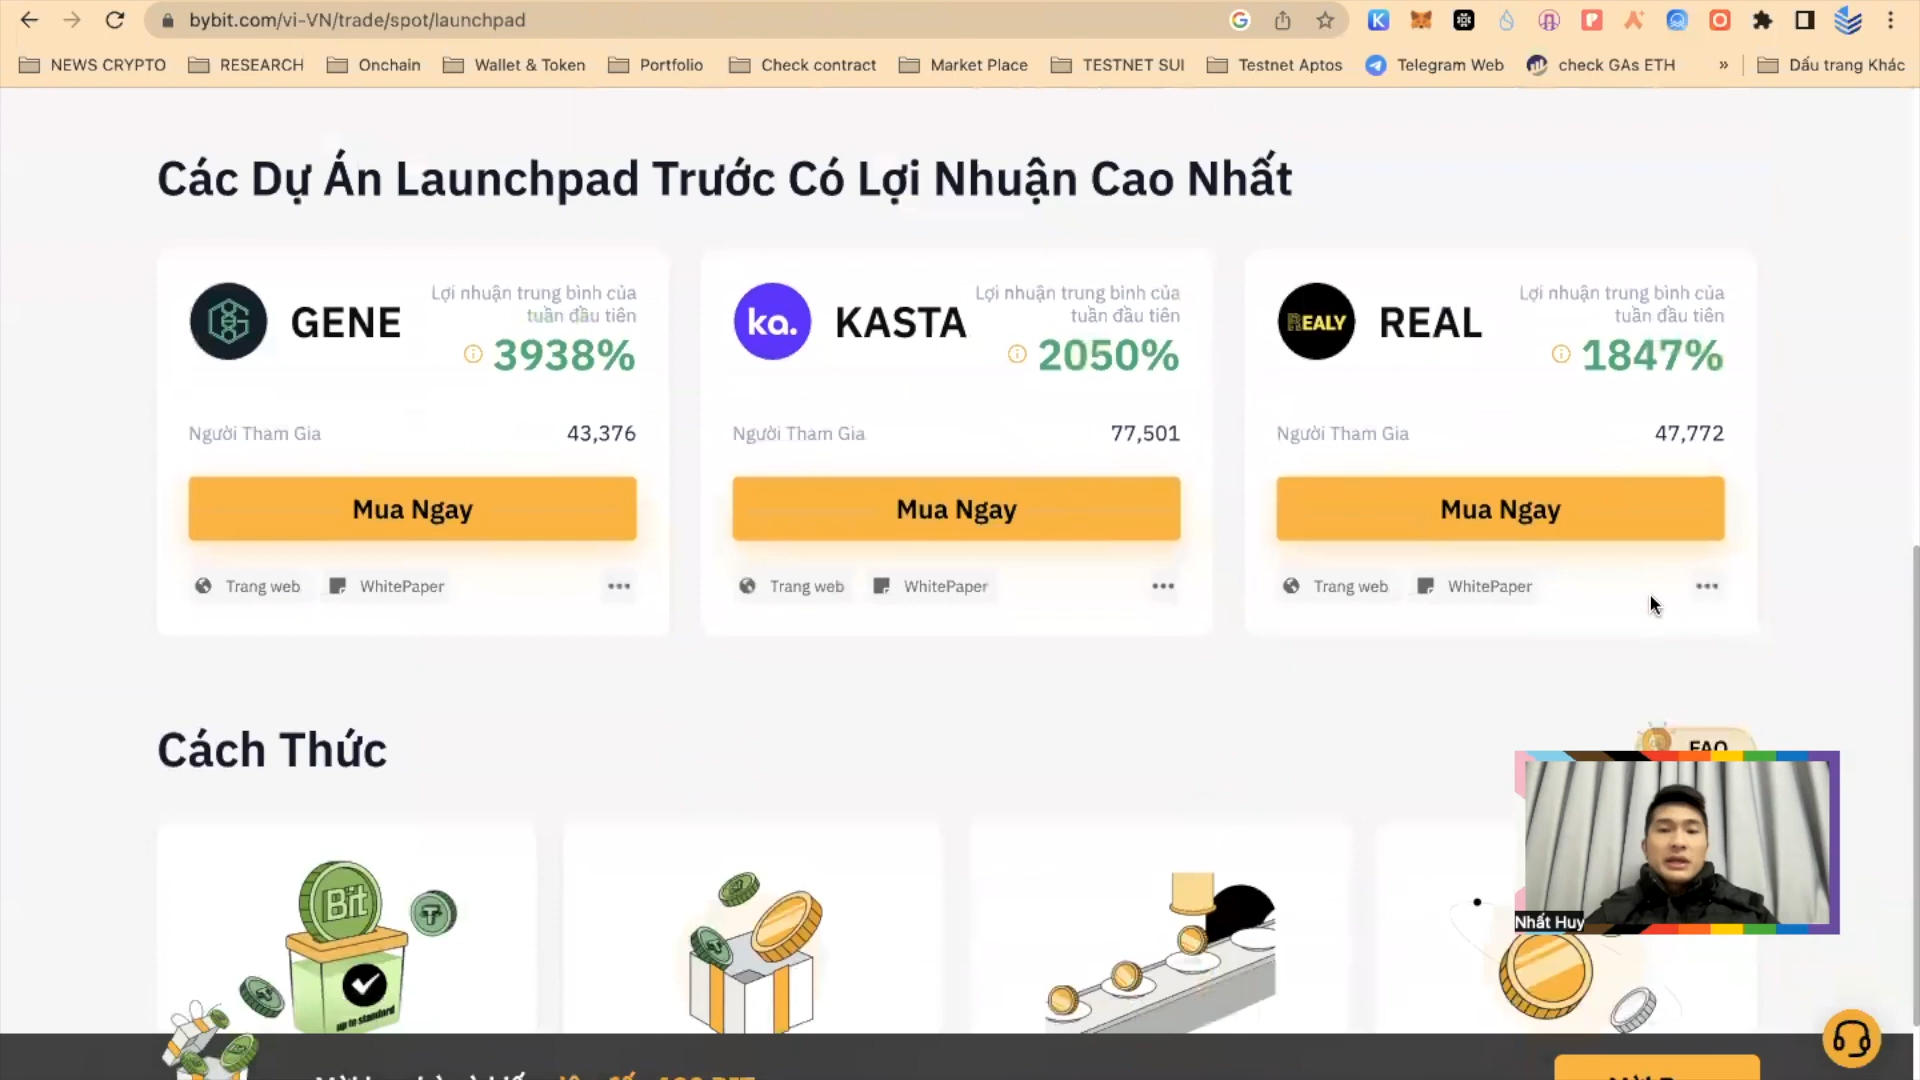 bybit.com/vi-VN/trade/spot/launchpad
NEWS CRYPTO RESEARCH Onchain Wallet & Token Portfolio Check contract Market Place TESTNET SUI Testnet Aptos Telegram Web check GAs ETH » Dấu trang Khác
Các Dự Án Launchpad Trước Có Lợi Nhuận Cao Nhất
GENE
Lợi nhuận trung bình của
tuần đầu tiên
3938%
Người Tham Gia 43,376
Mua Ngay
Trang web WhitePaper
ka.
KASTA
Lợi nhuận trung bình của
tuần đầu tiên
2050%
Người Tham Gia 77,501
Mua Ngay
Trang web WhitePaper
REALY
REAL
Lợi nhuận trung bình của
tuần đầu tiên
1847%
Người Tham Gia 47,772
Mua Ngay
Trang web WhitePaper
Cách Thức
FAQ
Bit
up to standard
Nhất Huy